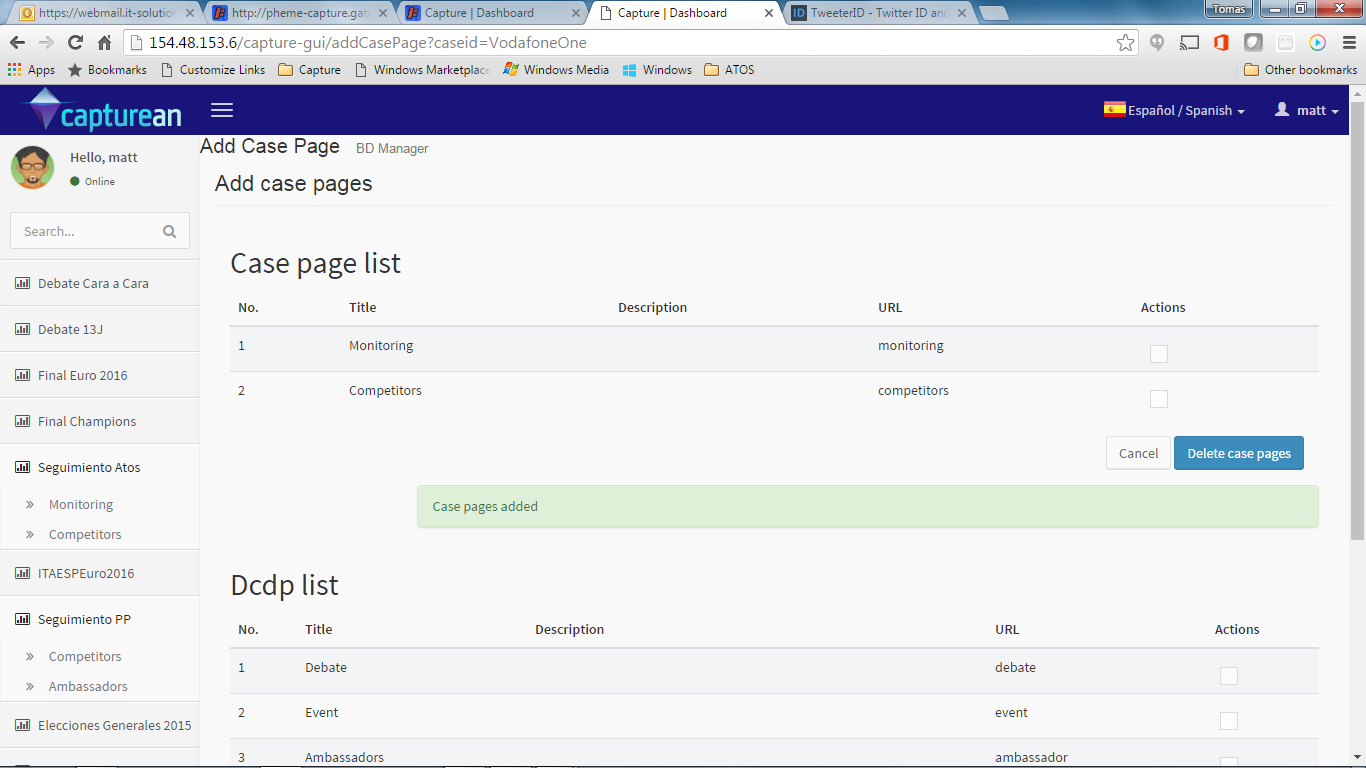 https://webmail.it-solution
http://pheme-capture.gate
Capture | Dashboard
Capture | Dashboard
TweeterID - Twitter ID and
Tomas
154.48.153.6/capture-gui/addCasePage?caseid=VodafoneOne
Apps
Bookmarks
Customize Links
Capture
Windows Marketplace
Windows Media
Windows
ATOS
Other bookmarks
capturean
Español / Spanish
matt
Hello, matt
Online
Search...
Debate Cara a Cara
Debate 13J
Final Euro 2016
Final Champions
Seguimiento Atos
Monitoring
Competitors
ITAESPEuro2016
Seguimiento PP
Competitors
Ambassadors
Elecciones Generales 2015
Add Case Page BD Manager
Add case pages
Case page list
No. Title Description URL Actions
1 Monitoring monitoring
2 Competitors competitors
Cancel Delete case pages
Case pages added
Dcdp list
No. Title Description URL Actions
1 Debate debate
2 Event event
3 Ambassadors ambassador